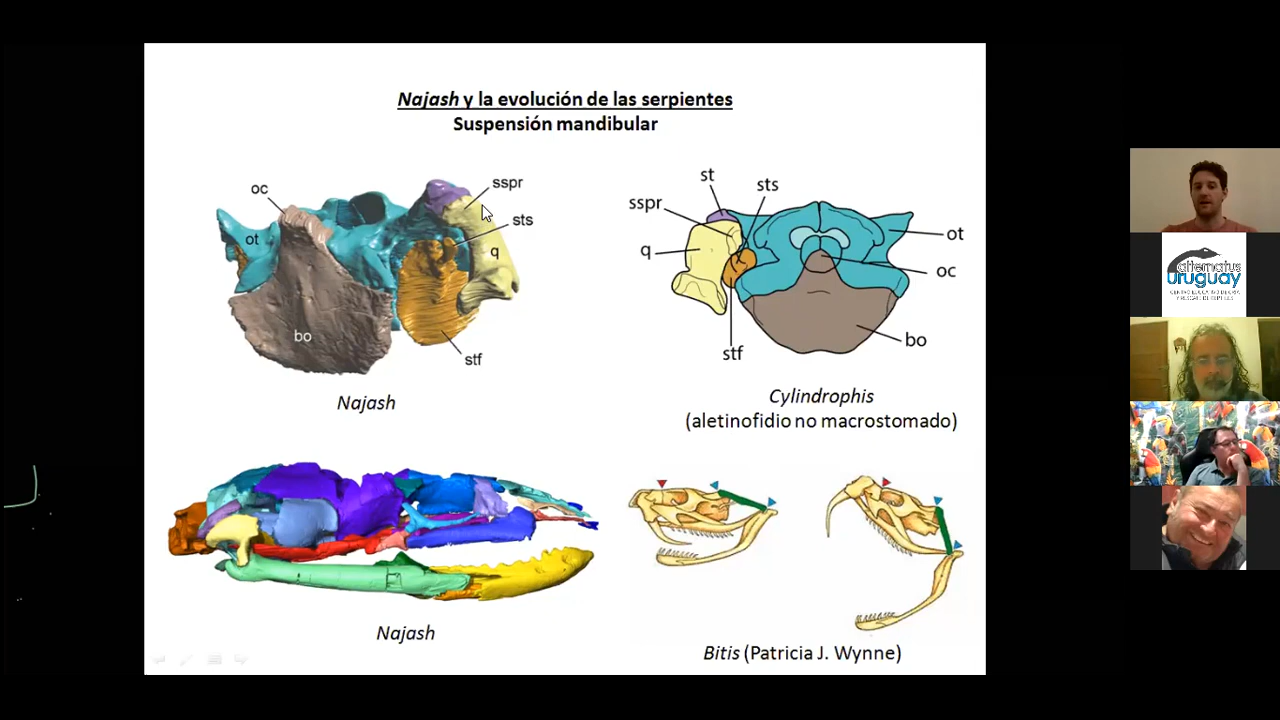 Najash y la evolución de las serpientes
Suspensión mandibular
oc
sspr
ot
sts
q
bo
stf
Najash
st
sts
sspr
q
ot
oc
bo
stf
Cylindrophis
(aletinofidio no macrostomado)
Najash
Bitis (Patricia J. Wynne)
alternatus
uruguay